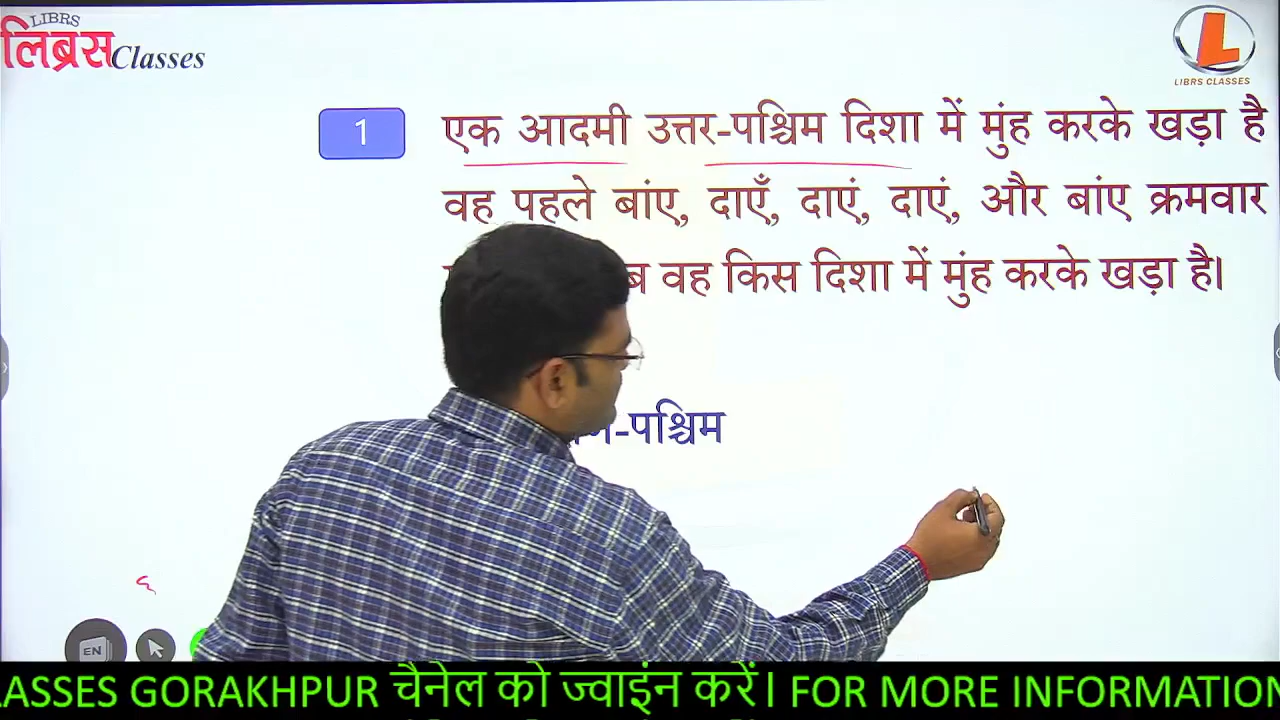 LIBRS
लिब्रस Classes
LIBRS CLASSES
1
एक आदमी उत्तर-पश्चिम दिशा में मुंह करके खड़ा है
वह पहले बांए, दाएँ, दाएं, दाएं, और बांए क्रमवार
वह किस दिशा में मुंह करके खड़ा है।
-पश्चिम
EN
ASSES GORAKHPUR चैनेल को ज्वाइंन करें। FOR MORE INFORMATION